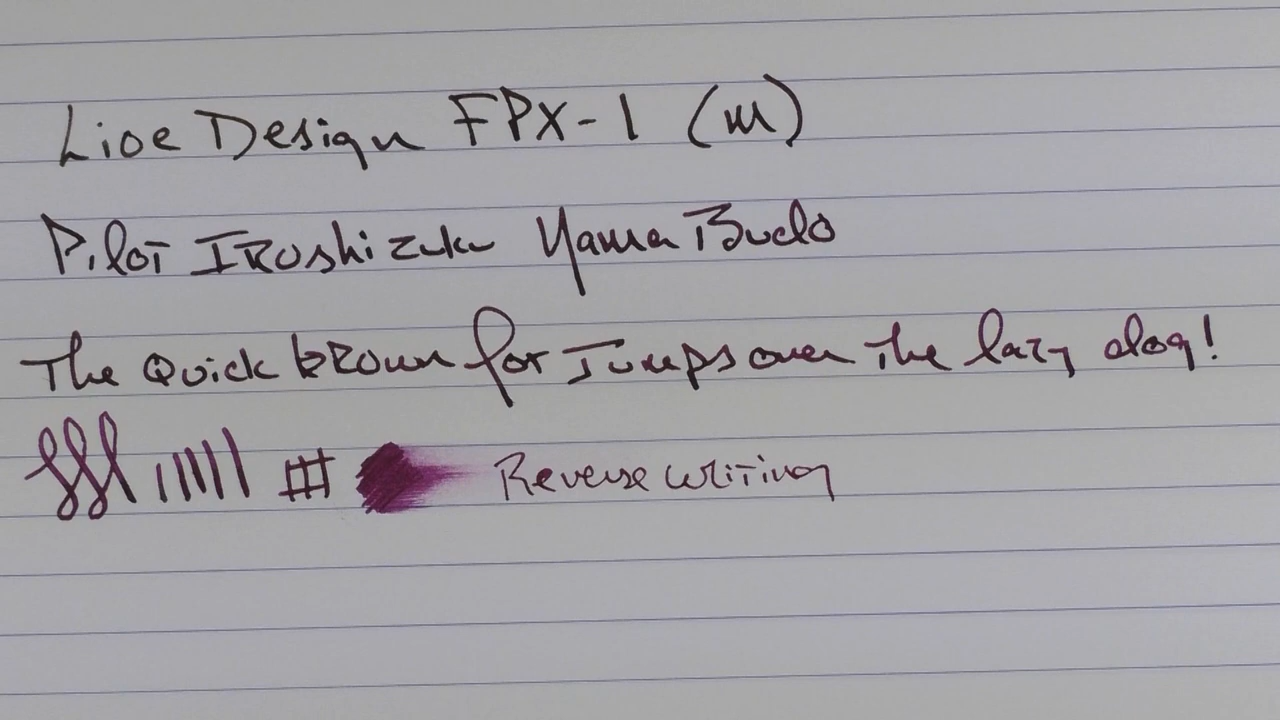 Lioe Design FPX-1 (M)
Pilot IROshizuku Yama Budo
The Quick brown fox Jumps over The lazy dog!
Reverse writing